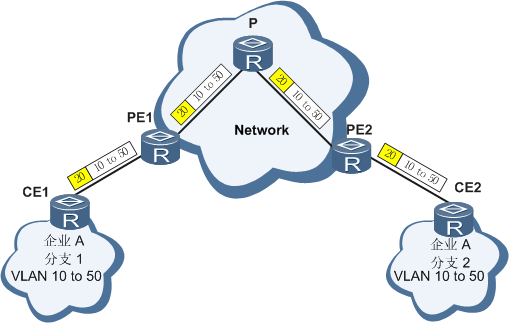 P
20 10 to 50
20 10 to 50
PE1
Network
PE2
20 10 to 50
20 10 to 50
CE1
CE2
R
R
R
R
R
企业 A
分支 1
VLAN 10 to 50
企业 A
分支 2
VLAN 10 to 50